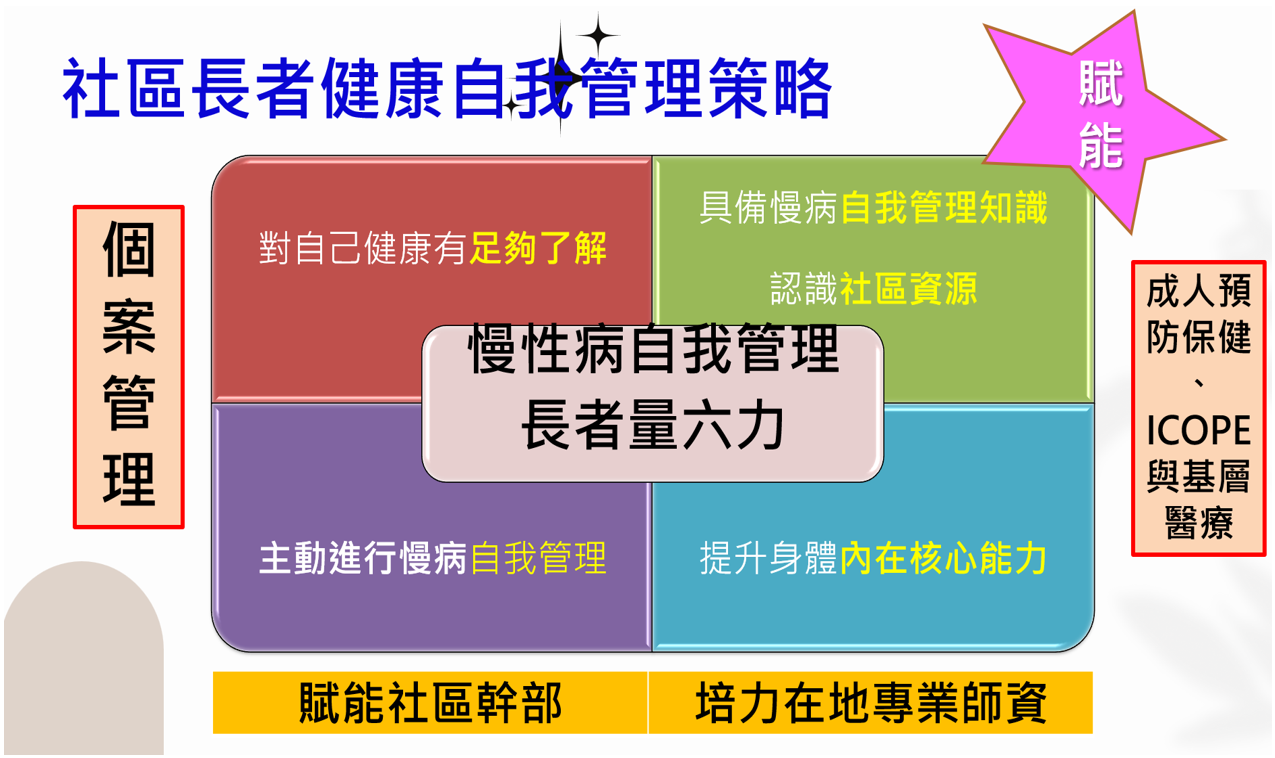 社區長者健康自我管理策略
賦
能
個
案
管
理
對自己健康有足夠了解
具備慢病自我管理知識
認識社區資源
慢性病自我管理
長者量六力
主動進行慢病自我管理
提升身體內在核心能力
成人預
防保健
、
ICOPE
與基層
醫療
賦能社區幹部
培力在地專業師資